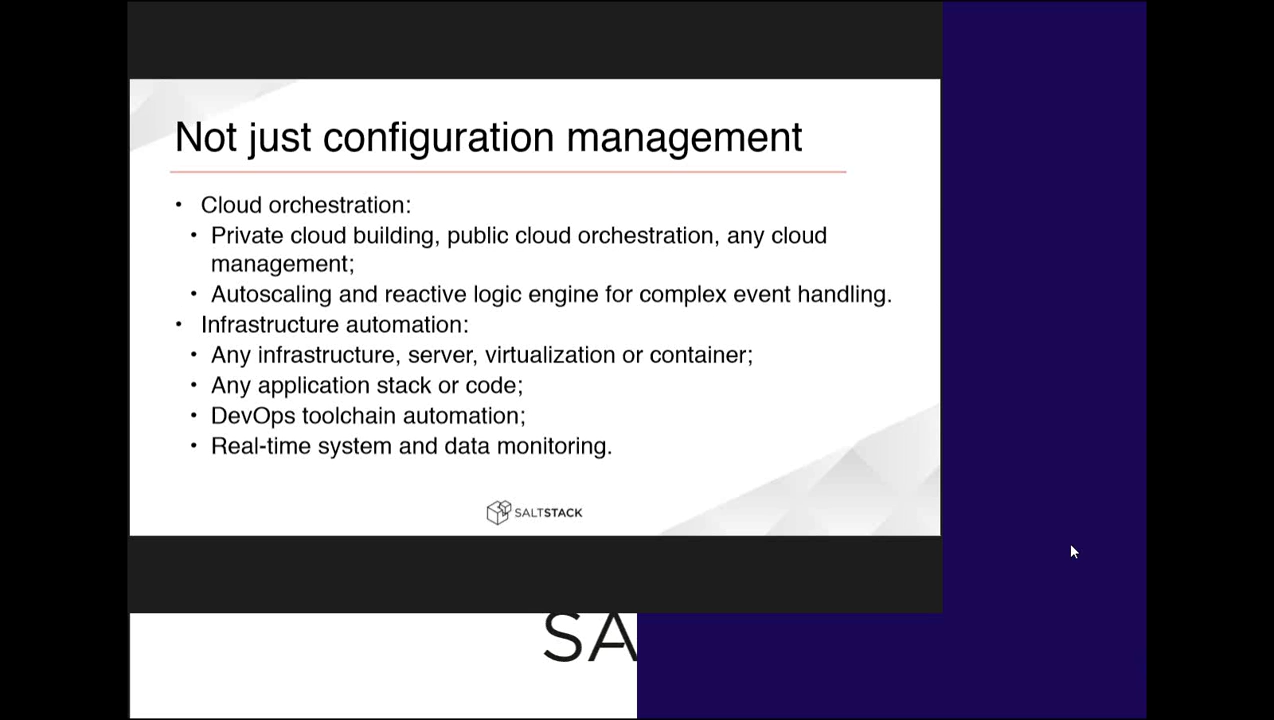 Not just configuration management
• Cloud orchestration:
• Private cloud building, public cloud orchestration, any cloud
management;
• Autoscaling and reactive logic engine for complex event handling.
• Infrastructure automation:
• Any infrastructure, server, virtualization or container;
• Any application stack or code;
• DevOps toolchain automation;
• Real-time system and data monitoring.
SALTSTACK
SA